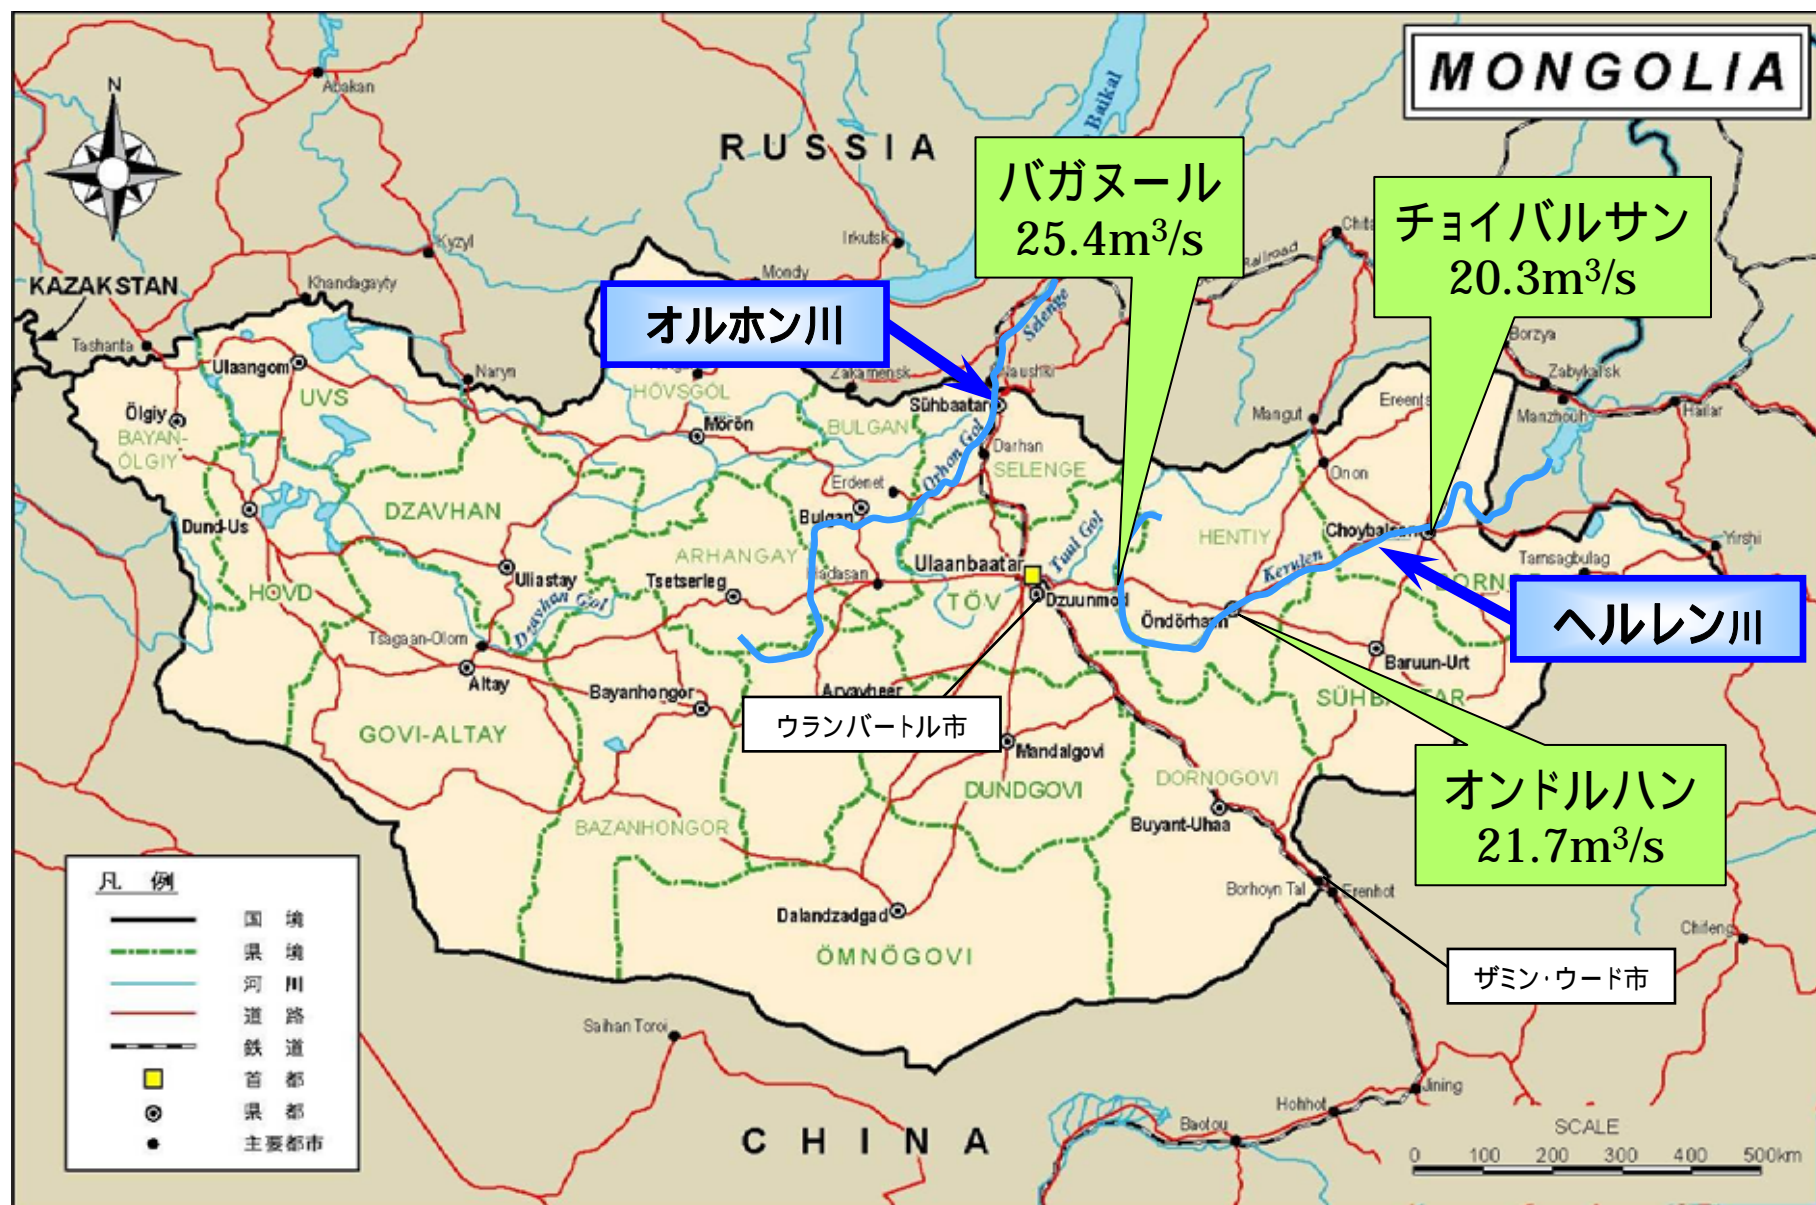 MONGOLIA
N
Abakan
Baikal
RUSSIA
バガヌール
25.4m³/s
チョイバルサン
20.3m³/s
Irkutsk
Kyzyl
Railroad
Mondy
KAZAKSTAN
Khandagayty
オルホン川
Selenge
Borzya
Tashanta
Ulaangom
Naryn
Zakamensk
Naushki
Zabykalsk
UVS
HÖVSGÖL
Sühbaatar
Mangut
Manzhouli
Hailar
Ölgiy
BAYAN-
ÖLGIY
Mörön
BULGAN
Orhon Gol
Darhan
SELENGE
Onon
Erdenet
Dund-Us
DZAVHAN
Bulgan
Tuul Gol
HENTIY
Choybalsan
Yirshi
ARHANGAY
Ulaanbaatar
Kerulen
Tamsagbulag
Uliastay
Tsetserleg
Hadasan
HOVD
Dzavhan Gol
TÖV
Dzuunmod
Öndörhaan
ヘルレン川
Tsagaan-Olom
Baruun-Urt
Altay
Bayanhongor
Arvayheer
SÜHBAATAR
ウランバートル市
GOVI-ALTAY
Mandalgovi
オンドルハン
21.7m³/s
DORNOGOVI
DUNDGOVI
BAZANHONGOR
Buyant-Uhaa
Borhoyn Tal
Erenhot
Dalandzadgad
Chifeng
ÖMNÖGOVI
ザミン・ウード市
凡 例
国 境
県 境
河 川
道 路
鉄 道
首 都
県 都
主要都市
Saihan Toroi
Jining
Hohhot
Baotou
CHINA
SCALE
0 100 200 300 400 500km